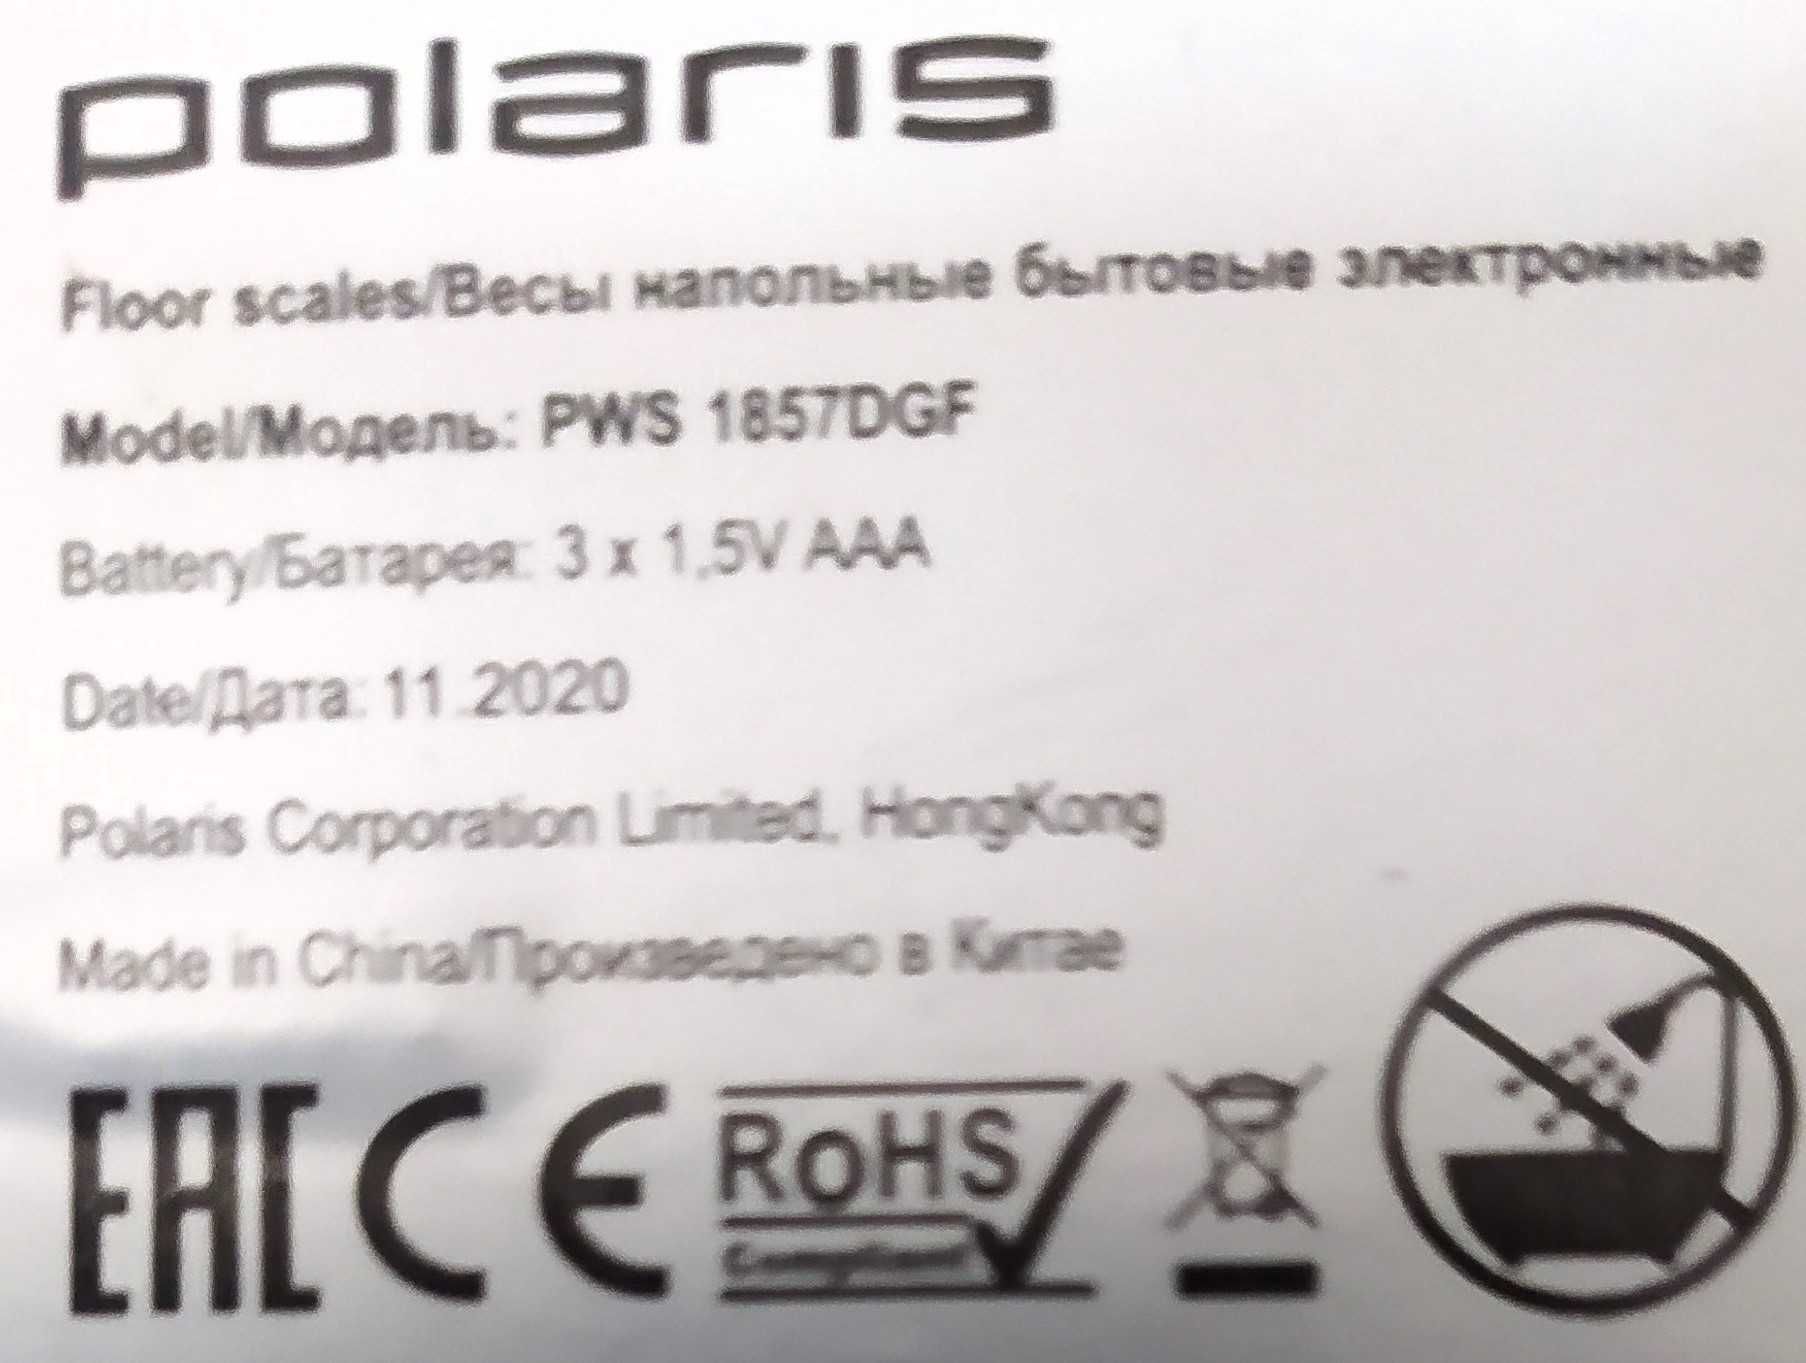 polaris
Floor scales/Весы напольные бытовые электронные
Model/Модель: PWS 1857DGF
Battery/Батарея: 3 x 1,5V AAA
Date/Дата: 11.2020
Polaris Corporation Limited, HongKong
Made in China/Произведено в Китае
EAC CE RoHS
Compliant